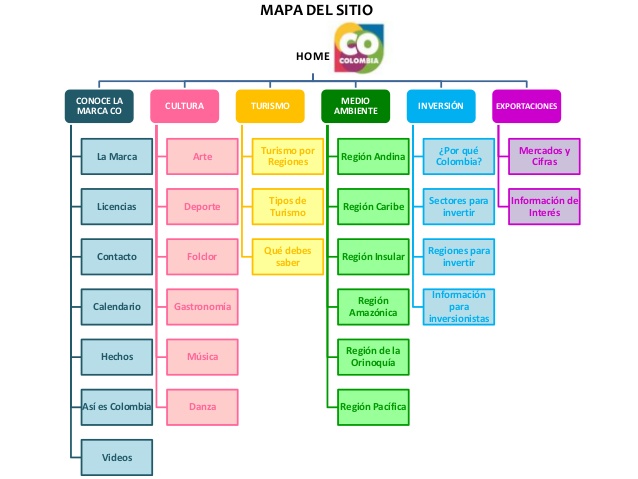 MAPA DEL SITIO
HOME
CO
COLOMBIA
CONOCE LA
MARCA CO
CULTURA
TURISMO
MEDIO
AMBIENTE
INVERSIÓN
EXPORTACIONES
La Marca
Licencias
Contacto
Calendario
Hechos
Así es Colombia
Videos
Arte
Deporte
Folclor
Gastronomía
Música
Danza
Turismo por
Regiones
Tipos de
Turismo
Qué debes
saber
Región Andina
Región Caribe
Región Insular
Región
Amazónica
Región de la
Orinoquía
Región Pacífica
¿Por qué
Colombia?
Sectores para
invertir
Regiones para
invertir
Información
para
inversionistas
Mercados y
Cifras
Información de
Interés